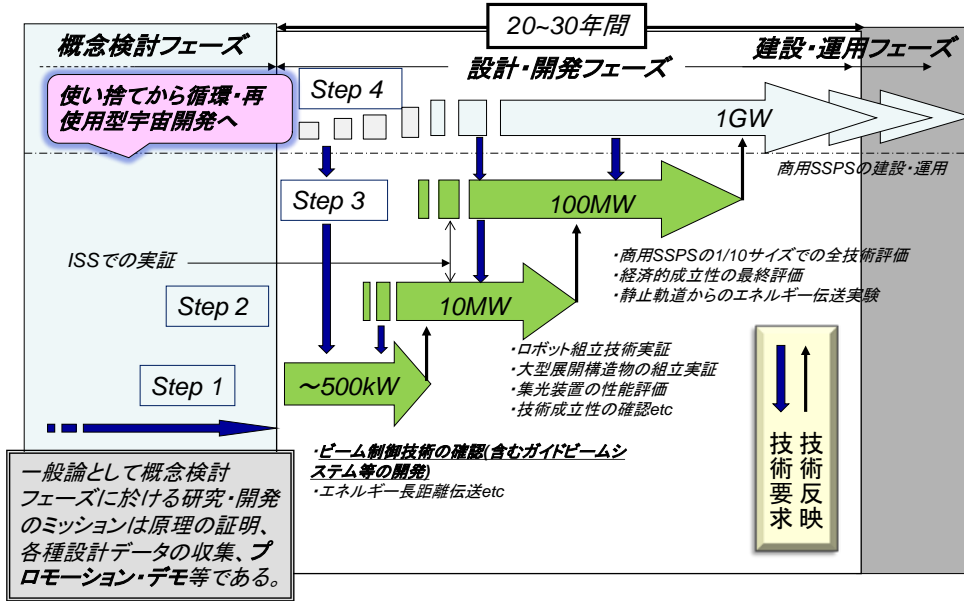 20~30年間
概念検討フェーズ
設計・開発フェーズ
建設・運用フェーズ
使い捨てから循環・再
使用型宇宙開発へ
Step 4
1GW
商用SSPSの建設・運用
Step 3
100MW
ISSでの実証
・商用SSPSの1/10サイズでの全技術評価
・経済的成立性の最終評価
・静止軌道からのエネルギー伝送実験
Step 2
10MW
・ロボット組立技術実証
・大型展開構造物の組立実証
・集光装置の性能評価
・技術成立性の確認etc
Step 1
～500kW
・ビーム制御技術の確認(含むガイドビームシ
ステム等の開発)
・エネルギー長距離伝送etc
技術要求
技術反映
一般論として概念検討
フェーズに於ける研究・開発
のミッションは原理の証明、
各種設計データの収集、プ
ロモーション・デモ等である。